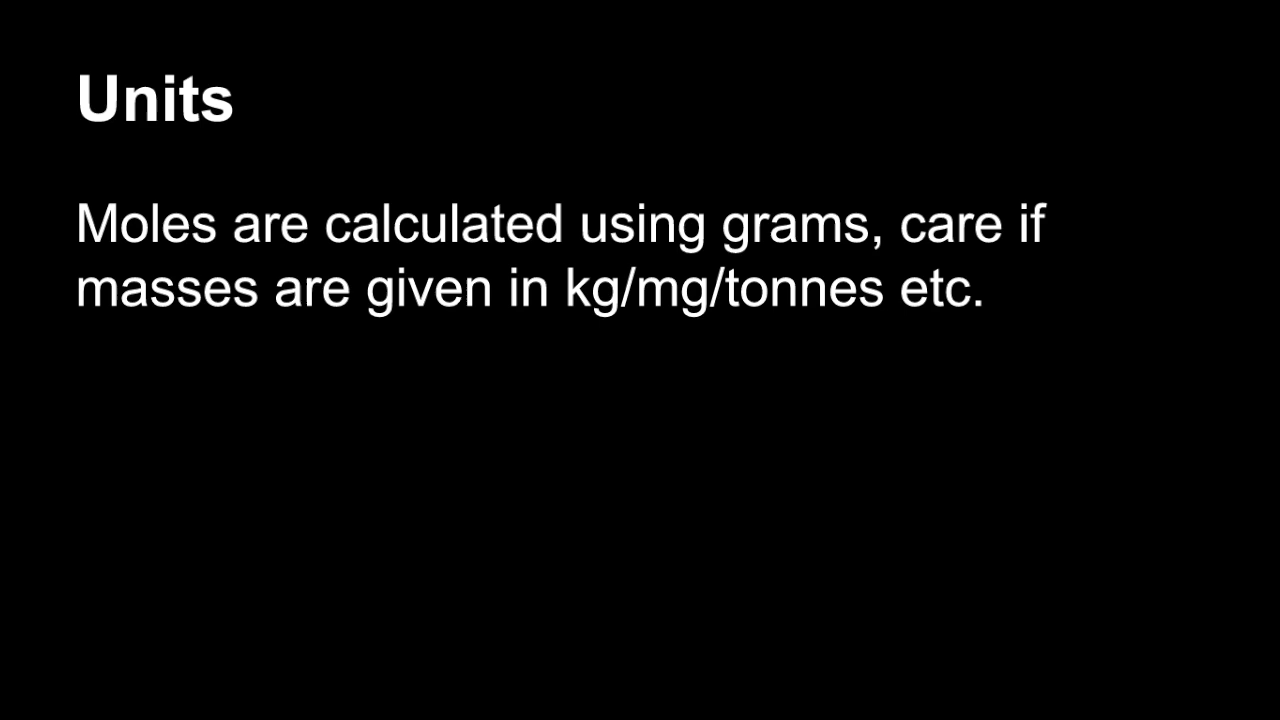 Units
Moles are calculated using grams, care if
masses are given in kg/mg/tonnes etc.